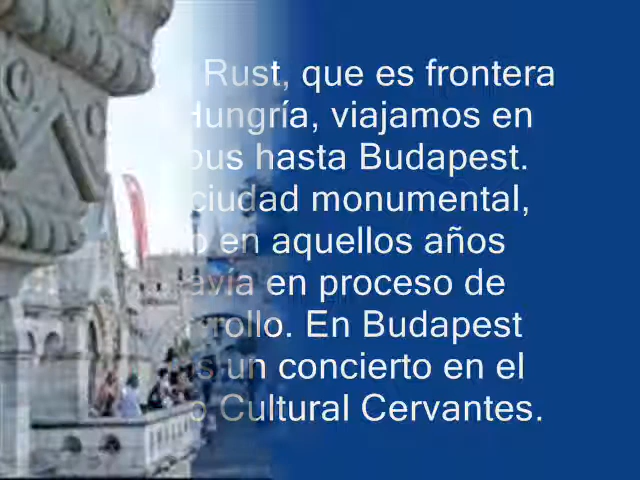 Rust, que es frontera
Hungría, viajamos en
hasta Budapest.
ciudad monumental,
en aquellos años
en proceso de
En Budapest
un concierto en el
Cultural Cervantes.